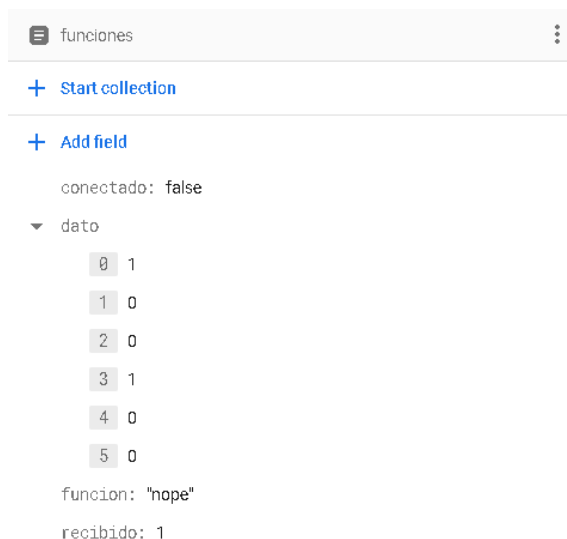 funciones
+ Start collection
+ Add field
conectado: false
dato
0 1
1 0
2 0
3 1
4 0
5 0
funcion: "nope"
recibido: 1